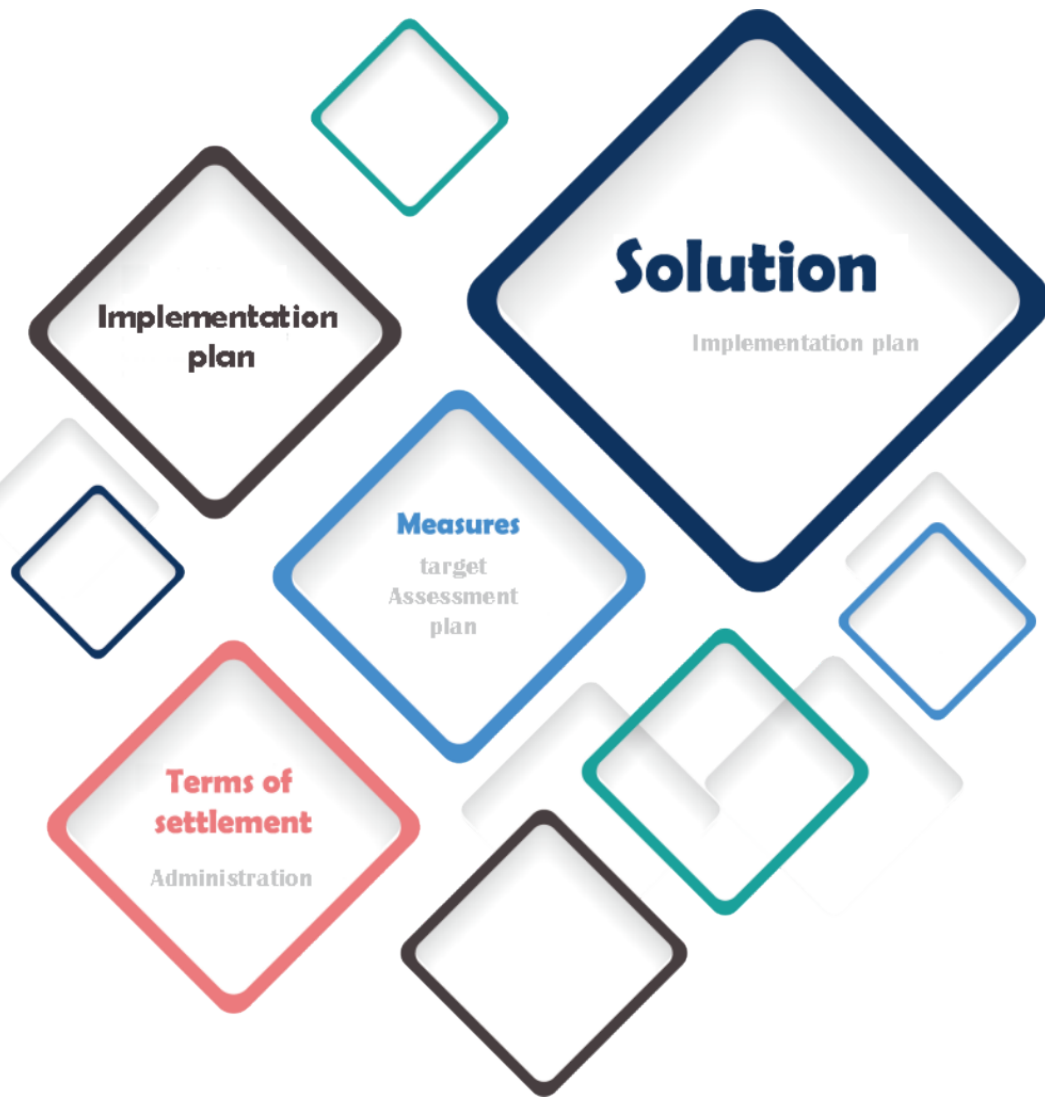 Solution
Implementation plan
Implementation
plan
Measures
target
Assessment
plan
Terms of
settlement
Administration